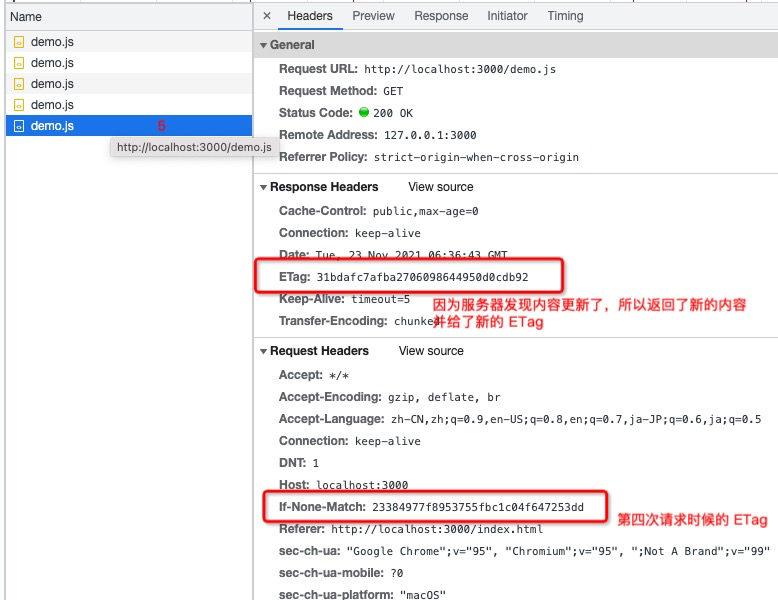 Name
× Headers Preview Response Initiator Timing
demo.js
demo.js
demo.js
demo.js
demo.js 5
http://localhost:3000/demo.js
General
Request URL: http://localhost:3000/demo.js
Request Method: GET
Status Code: 200 OK
Remote Address: 127.0.0.1:3000
Referrer Policy: strict-origin-when-cross-origin
Response Headers View source
Cache-Control: public,max-age=0
Connection: keep-alive
Date: Tue, 23 Nov 2021 06:36:43 GMT
ETag: 31bdafc7afba2706098644950d0cdb92
Keep-Alive: timeout=5
因为服务器发现内容更新了，所以返回了新的内容
并给了新的 ETag
Transfer-Encoding: chunked
Request Headers View source
Accept: */*
Accept-Encoding: gzip, deflate, br
Accept-Language: zh-CN,zh;q=0.9,en-US;q=0.8,en;q=0.7,ja-JP;q=0.6,ja;q=0.5
Connection: keep-alive
DNT: 1
Host: localhost:3000
If-None-Match: 23384977f8953755fbc1c04f647253dd
第四次请求时候的 ETag
Referer: http://localhost:3000/index.html
sec-ch-ua: "Google Chrome";v="95", "Chromium";v="95", ";Not A Brand";v="99"
sec-ch-ua-mobile: ?0
sec-ch-ua-platform: "macOS"